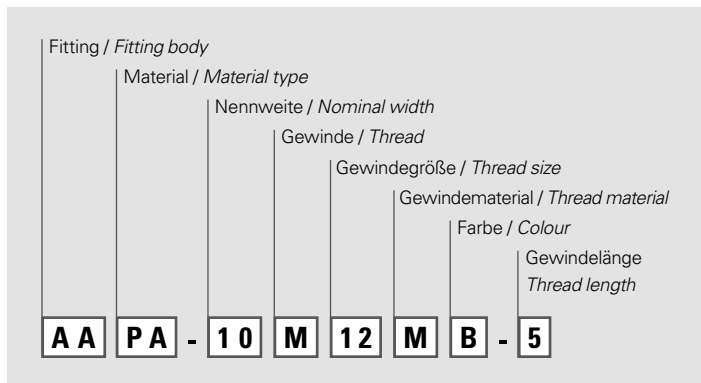 Fitting / Fitting body
Material / Material type
Nennweite / Nominal width
Gewinde / Thread
Gewindegröße / Thread size
Gewindematerial / Thread material
Farbe / Colour
Gewindelänge
Thread length
AA PA - 10 M 12 M B - 5